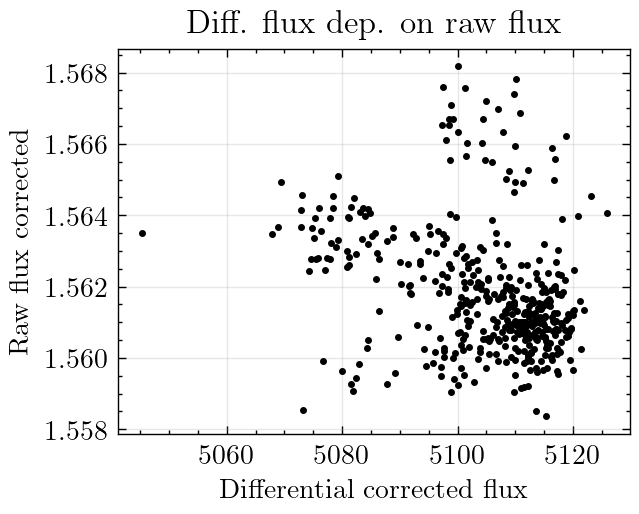 Diff. flux dep. on raw flux
1.568
1.566
1.564
1.562
1.560
1.558
Raw flux corrected
5060 5080 5100 5120
Differential corrected flux